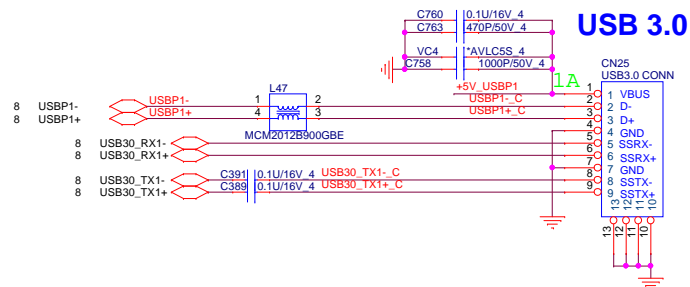 USB 3.0
C760 0.1U/16V_4
C763 470P/50V_4
VC4 *AVLC5S_4
C758 1000P/50V_4
CN25
USB3.0 CONN
1A
+5V_USBP1
1 1 VBUS
L47
8 USBP1- USBP1- 1 2 USBP1-_C 2 2 D-
8 USBP1+ USBP1+ 4 3 USBP1+_C 3 3 D+
MCM2012B900GBE
4 4 GND
8 USB30_RX1- 5 5 SSRX-
8 USB30_RX1+ 6 6 SSRX+
7 7 GND
8 USB30_TX1- C391 0.1U/16V_4 USB30_TX1-_C 8 8 SSTX-
8 USB30_TX1+ C389 0.1U/16V_4 USB30_TX1+_C 9 9 SSTX+
13 12 11 10
13 12 11 10